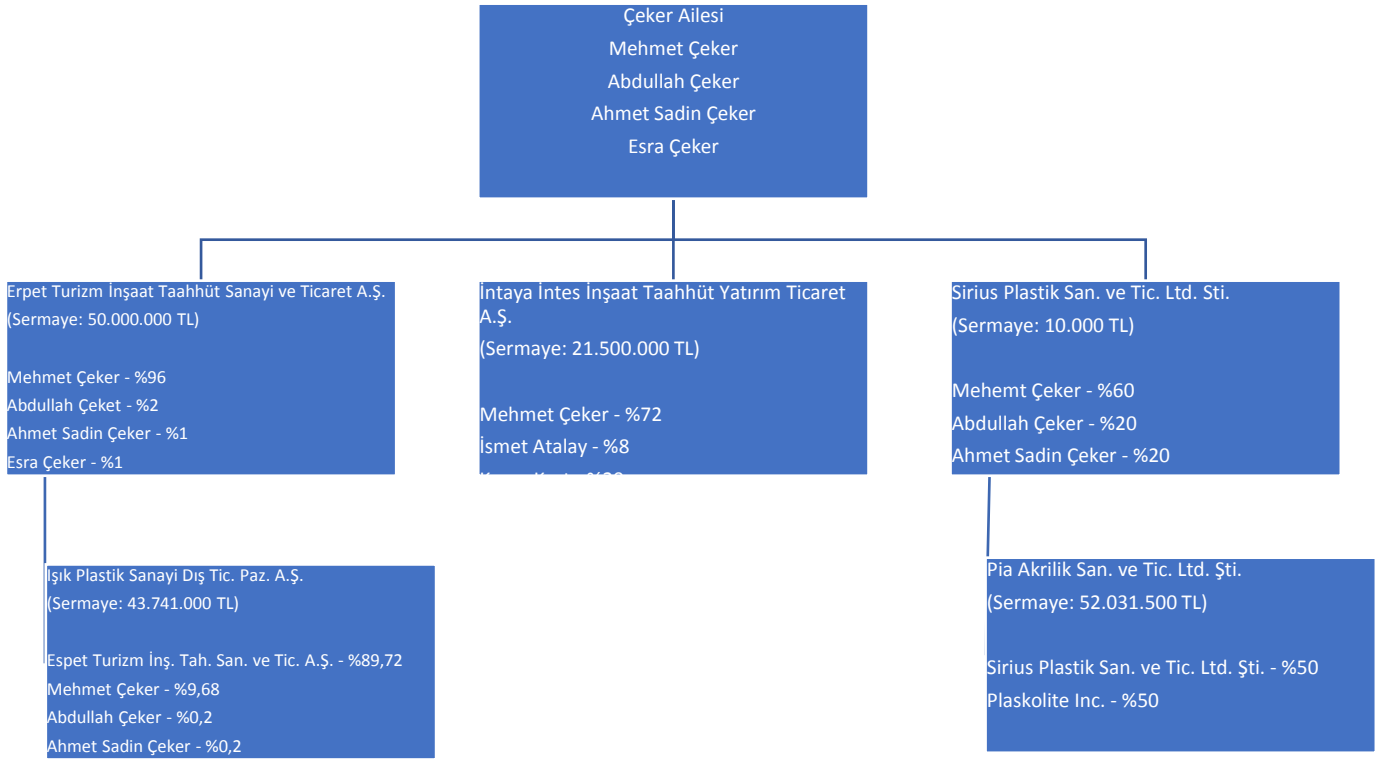 Çeker Ailesi
Mehmet Çeker
Abdullah Çeker
Ahmet Sadin Çeker
Esra Çeker
Erpet Turizm İnşaat Taahhüt Sanayi ve Ticaret A.Ş.
(Sermaye: 50.000.000 TL)
Mehmet Çeker - %96
Abdullah Çeket - %2
Ahmet Sadin Çeker - %1
Esra Çeker - %1
İntaya İntes İnşaat Taahhüt Yatırım Ticaret
A.Ş.
(Sermaye: 21.500.000 TL)
Mehmet Çeker - %72
İsmet Atalay - %8
Sirius Plastik San. ve Tic. Ltd. Sti.
(Sermaye: 10.000 TL)
Mehemt Çeker - %60
Abdullah Çeker - %20
Ahmet Sadin Çeker - %20
Işık Plastik Sanayi Dış Tic. Paz. A.Ş.
(Sermaye: 43.741.000 TL)
Espet Turizm İnş. Tah. San. ve Tic. A.Ş. - %89,72
Mehmet Çeker - %9,68
Abdullah Çeker - %0,2
Ahmet Sadin Çeker - %0,2
Pia Akrilik San. ve Tic. Ltd. Şti.
(Sermaye: 52.031.500 TL)
Sirius Plastik San. ve Tic. Ltd. Şti. - %50
Plaskolite Inc. - %50